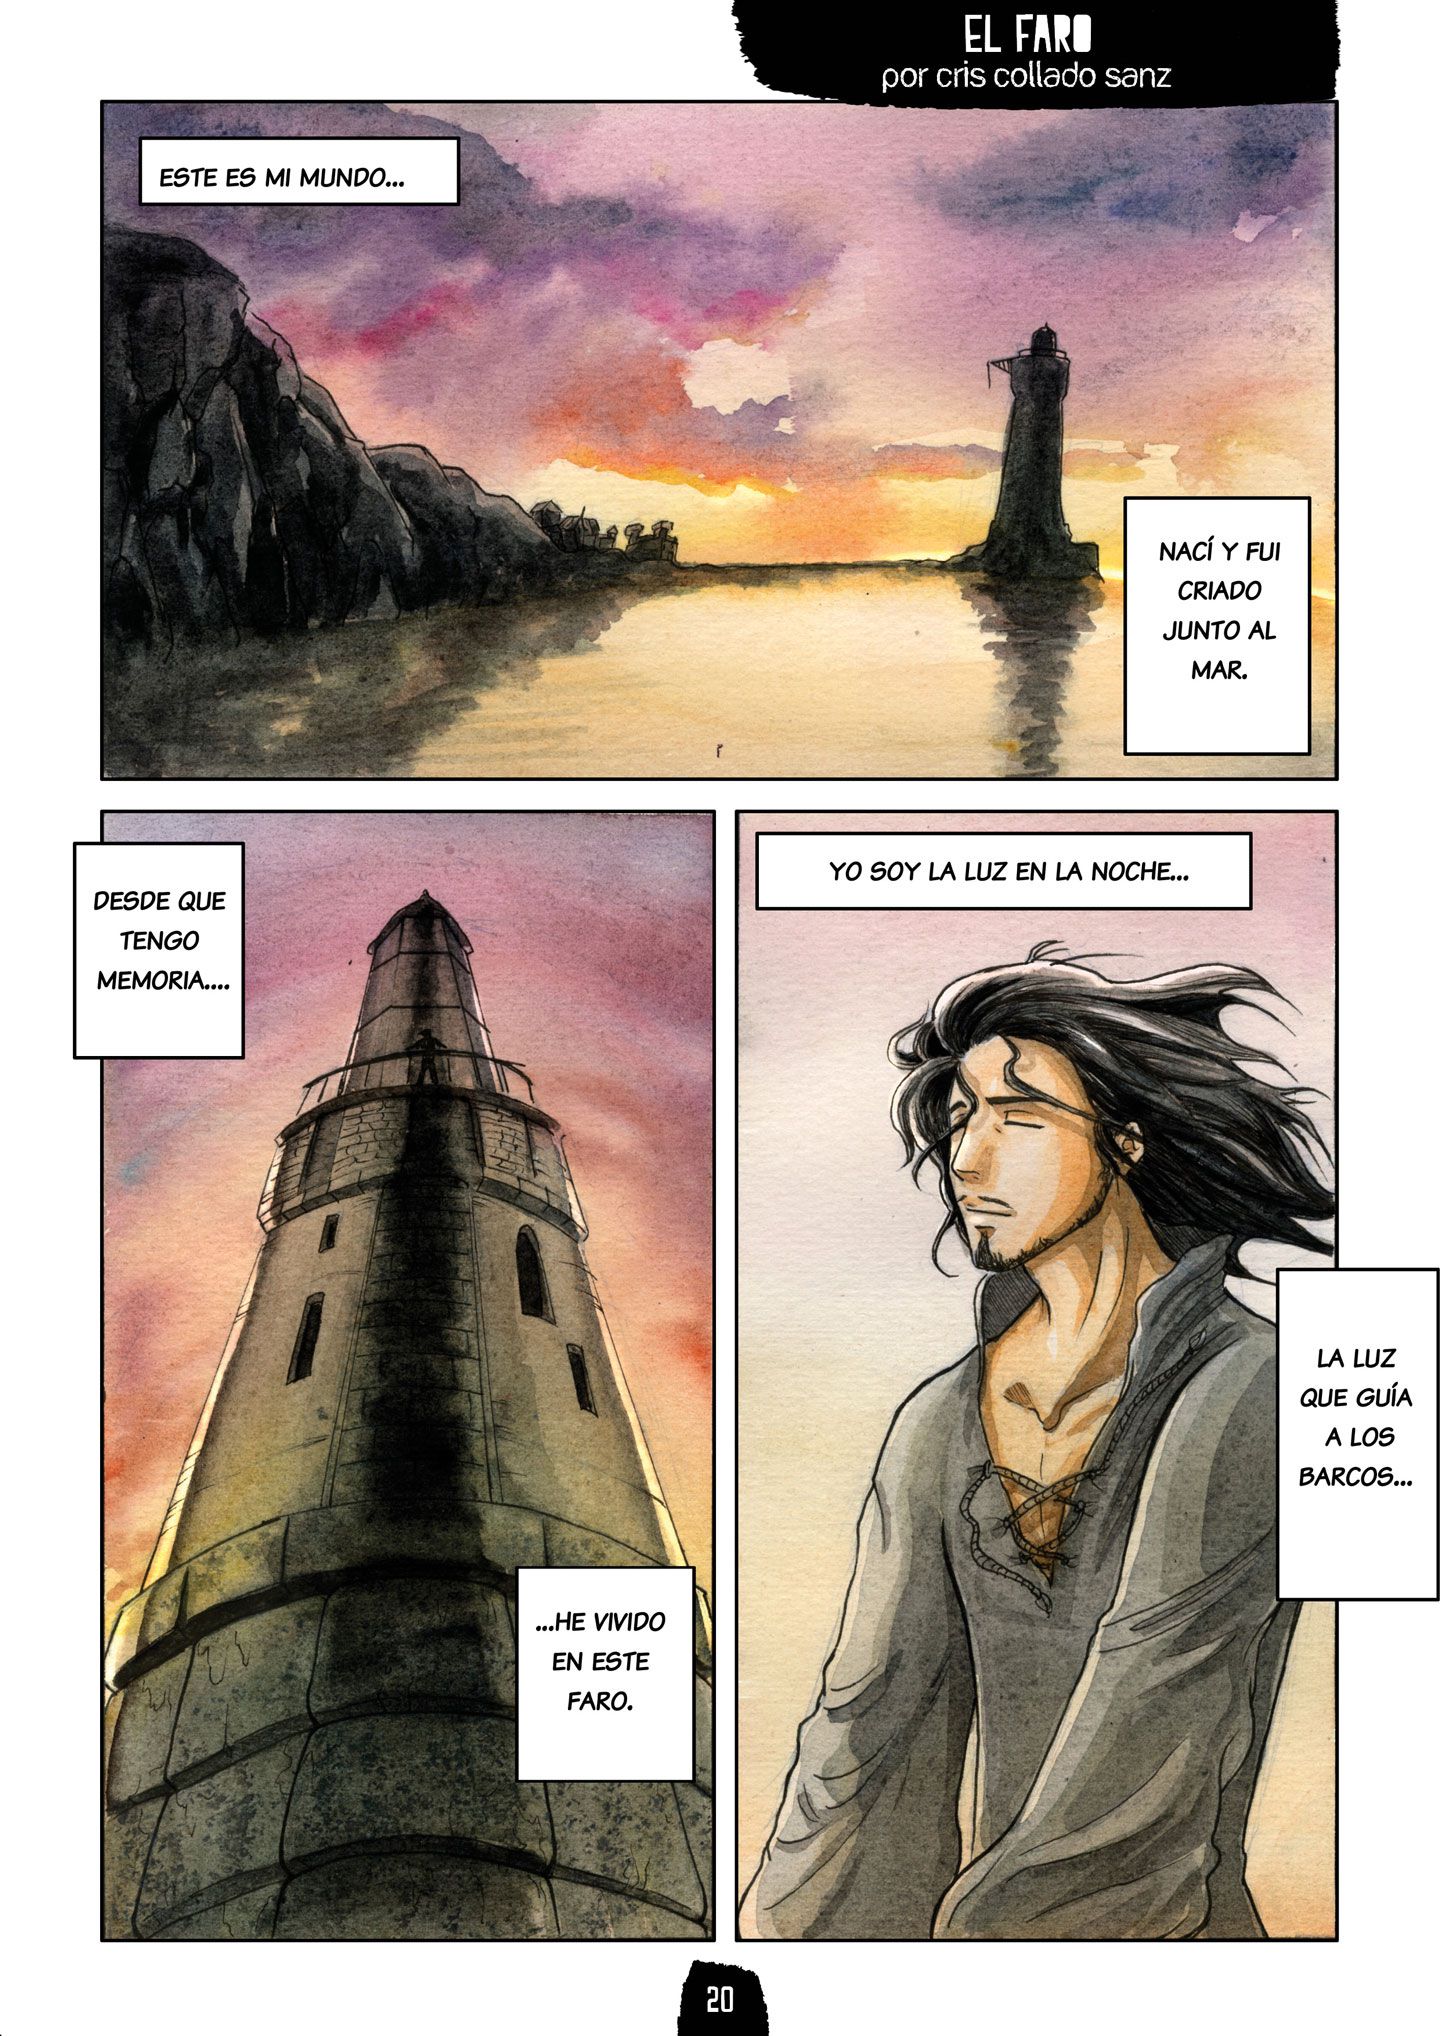 EL FARO
por cris collado sanz
ESTE ES MI MUNDO...
NACÍ Y FUI
CRIADO
JUNTO AL
MAR.
DESDE QUE
TENGO
MEMORIA....
...HE VIVIDO
EN ESTE
FARO.
YO SOY LA LUZ EN LA NOCHE...
LA LUZ
QUE GUÍA
A LOS
BARCOS...
20